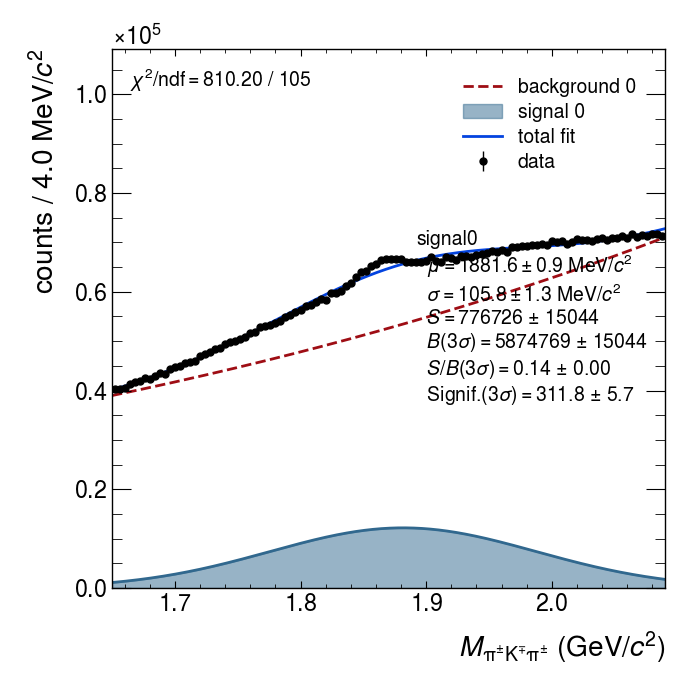 ×10⁵
χ²/ndf = 810.20 / 105
background 0
signal 0
total fit
data
signal0
μ = 1881.6 ± 0.9 MeV/c²
σ = 105.9 ± 1.3 MeV/c²
S = 776726 ± 15044
B(3σ) = 5874769 ± 15044
S/B(3σ) = 0.14 ± 0.00
Signif.(3σ) = 311.8 ± 5.7
counts / 4.0 MeV/c²
1.0
0.8
0.6
0.4
0.2
0.0
1.7 1.8 1.9 2.0
M_π±K∓π± (GeV/c²)